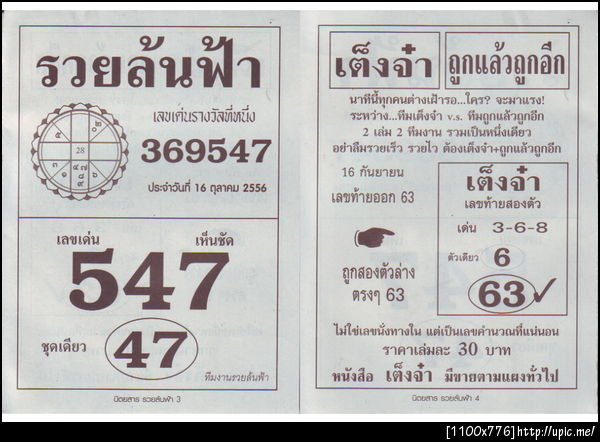 รวยล้นฟ้า
เลขเด่นรางวัลที่หนึ่ง
369547
28
ประจำวันที่ 16 ตุลาคม 2556
เลขเด่น
เห็นชัด
547
ชุดเดียว
47
ทีมงานรวยล้นฟ้า
นิตยสาร รวยล้นฟ้า 3
เต็งจ๋า
ถูกแล้วถูกอีก
นาทีนี้ทุกคนต่างเฝ้ารอ...ใคร? จะมาแรง!
ระหว่าง...ทีมเต็งจ๋า v.s. ทีมถูกแล้วถูกอีก
2 เล่ม 2 ทีมงาน รวมเป็นหนึ่งเดียว
อย่าลืมรวยเร็ว รวยไว ต้องเต็งจ๋า+ถูกแล้วถูกอีก
16 กันยายน
เลขท้ายออก 63
ถูกสองตัวล่าง
ตรงๆ 63
เต็งจ๋า
เลขท้ายสองตัว
เด่น 3-6-8
ตัวเดียว 6
63
ไม่ใช่เลขนั่งทางใน แต่เป็นเลขคำนวณที่แน่นอน
ราคาเล่มละ 30 บาท
หนังสือ เต็งจ๋า มีขายตามแผงทั่วไป
นิตยสาร รวยล้นฟ้า 4
[1100x776]http://upic.me/